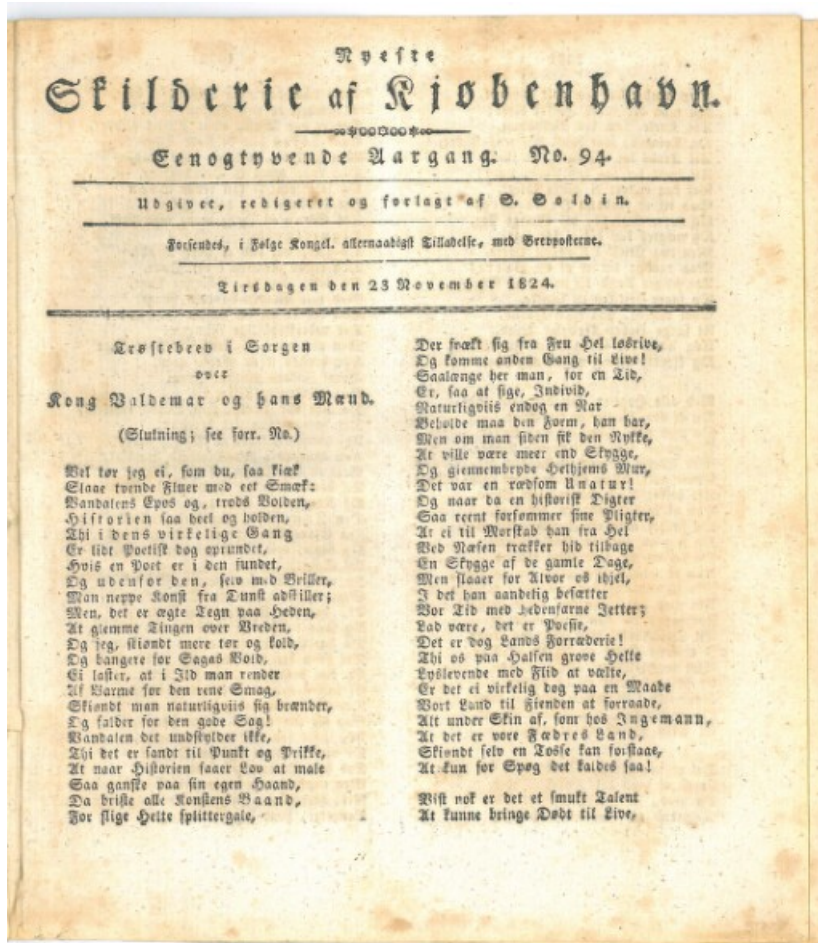 Nyeste
Skilderie af Kjøbenhavn.
Eenogtyvende Aargang. No. 94.
Udgivet, redigeret og forlagt af S. Soldin.
Forsendes, i Følge Kongel. allernaadigst Tilladelse, med Brevposterne.
Tirsdagen den 23 November 1824.
Trøstebrev i Sorgen
over
Kong Valdemar og hans Mænd.
(Slutning; see forr. No.)
Vel tør jeg ei, som du, saa kiæk
Slaae tvende Fluer med eet Smæk:
Vandalens Epos og, trods Volden,
Historien saa heel og holden,
Thi i dens virkelige Gang
Er lidt Poetisk dog oprundet,
Hvis en Poet er i den fundet,
Og udenfor den, selv med Briller,
Man neppe Konst fra Dunst adskiller;
Men, det er ægte Tegn paa Heden,
At glemme Tingen over Vreden,
Og jeg, skiøndt mere tør og kold,
Og bangere for Sagas Vold,
Ei laster, at i Ild man render
Af Varme for den rene Smag,
Skiøndt man naturligviis sig brænder,
Og falder for den gode Sag!
Vandalen det undskylder ikke,
Thi det er sandt til Punkt og Prikke,
At naar Historien faaer Lov at male
Saa ganske paa sin egen Haand,
Da briste alle Konstens Baand,
For slige Helte splittergale,
Der frækt sig fra Fru Hel løsrive,
Og komme anden Gang til Live!
Saalænge her man, for en Tid,
Er, saa at sige, Individ,
Naturligviis endog en Nar
Beholde maa den Form, han bar,
Men om man siden fik den Nykke,
At ville være meer end Skygge,
Og giennembryde Helhjems Mur,
Det var en rædsom Unatur!
Og naar da en historisk Digter
Saa reent forsømmer sine Pligter,
At ei til Morskab han fra Hel
Ved Næsen trækker hid tilbage
En Skygge af de gamle Dage,
Men slaaer for Alvor os ihjel,
I det han aandelig besætter
Vor Tid med hedenfarne Jetter;
Lad være, det er Poesie,
Det er dog Lands Forræderie!
Thi os paa Halsen grove Helte
Lyslevende med Flid at vælte,
Er det ei virkelig dog paa en Maade
Vort Land til Fienden at forraade,
Alt under Skin af, som hos Ingemann,
At det er vore Fædres Land,
Skiøndt selv en Tosse kan forstaae,
At kun for Spøg det kaldes saa!
Vist nok er det et smukt Talent
At kunne bringe Dødt til Live,